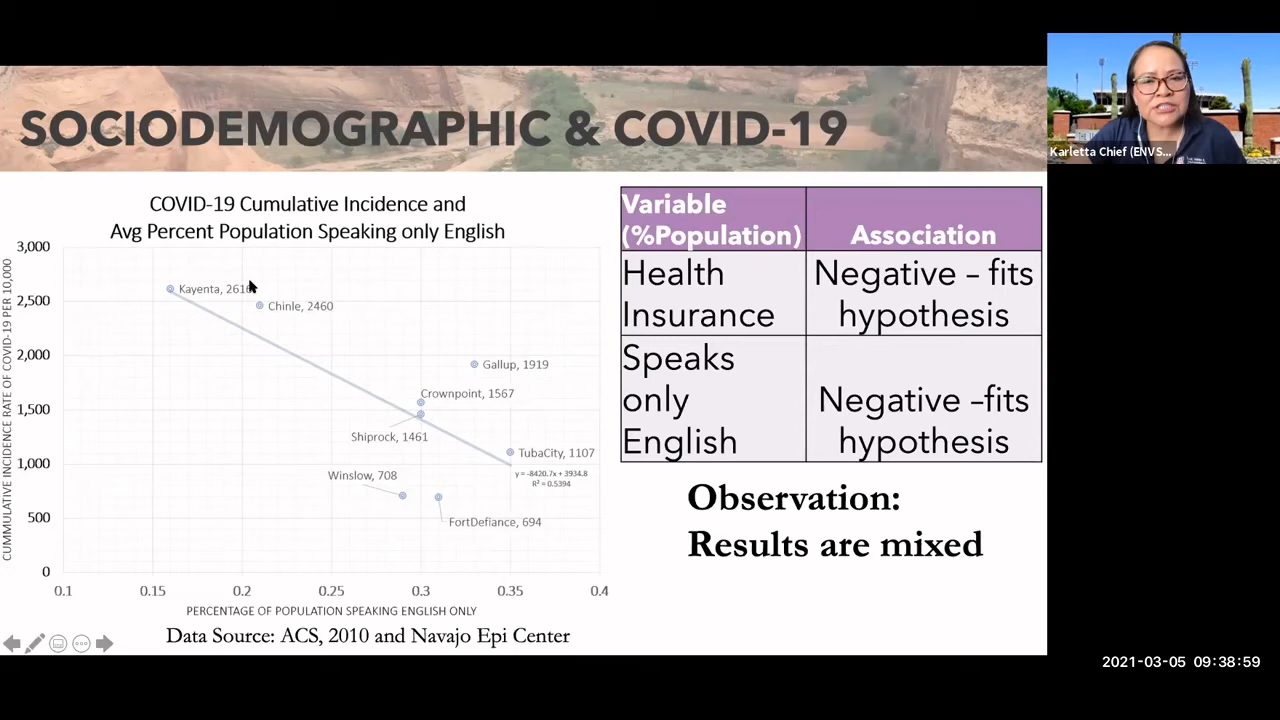 SOCIODEMOGRAPHIC & COVID-19
Karletta Chief (ENVS...
COVID-19 Cumulative Incidence and
Avg Percent Population Speaking only English
CUMMULATIVE INCIDENCE RATE OF COVID-19 PER 10,000
3,000
2,500
2,000
1,500
1,000
500
0
Kayenta, 2616
Chinle, 2460
Gallup, 1919
Crownpoint, 1567
Shiprock, 1461
TubaCity, 1107
y = -8420.7x + 3934.8
R² = 0.5394
Winslow, 708
FortDefiance, 694
0.1 0.15 0.2 0.25 0.3 0.35 0.4
PERCENTAGE OF POPULATION SPEAKING ENGLISH ONLY
Data Source: ACS, 2010 and Navajo Epi Center
Variable
(%Population) Association
Health Negative – fits
Insurance hypothesis
Speaks
only Negative –fits
English hypothesis
Observation:
Results are mixed
2021-03-05 09:38:59